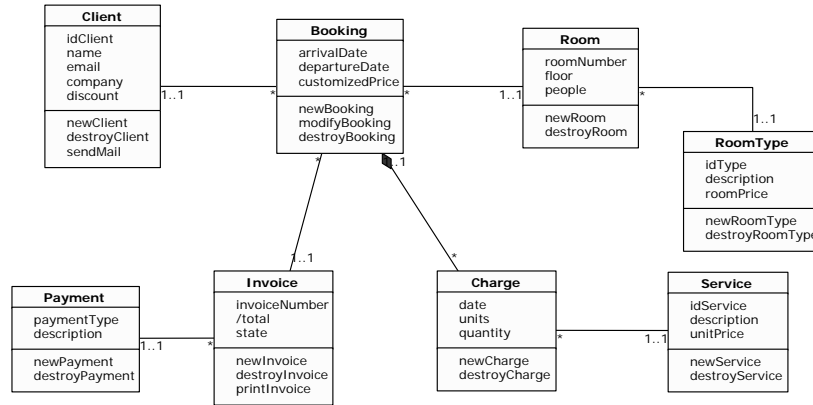 Client
idClient
name
email
company
discount
newClient
destroyClient
sendMail
1..1
*
Booking
arrivalDate
departureDate
customizedPrice
newBooking
modifyBooking
destroyBooking
*
1..1
Room
roomNumber
floor
people
newRoom
destroyRoom
*
1..1
RoomType
idType
description
roomPrice
newRoomType
destroyRoomType
*
1..1
1..1
*
Payment
paymentType
description
newPayment
destroyPayment
1..1
*
Invoice
invoiceNumber
/total
state
newInvoice
destroyInvoice
printInvoice
Charge
date
units
quantity
newCharge
destroyCharge
*
1..1
Service
idService
description
unitPrice
newService
destroyService